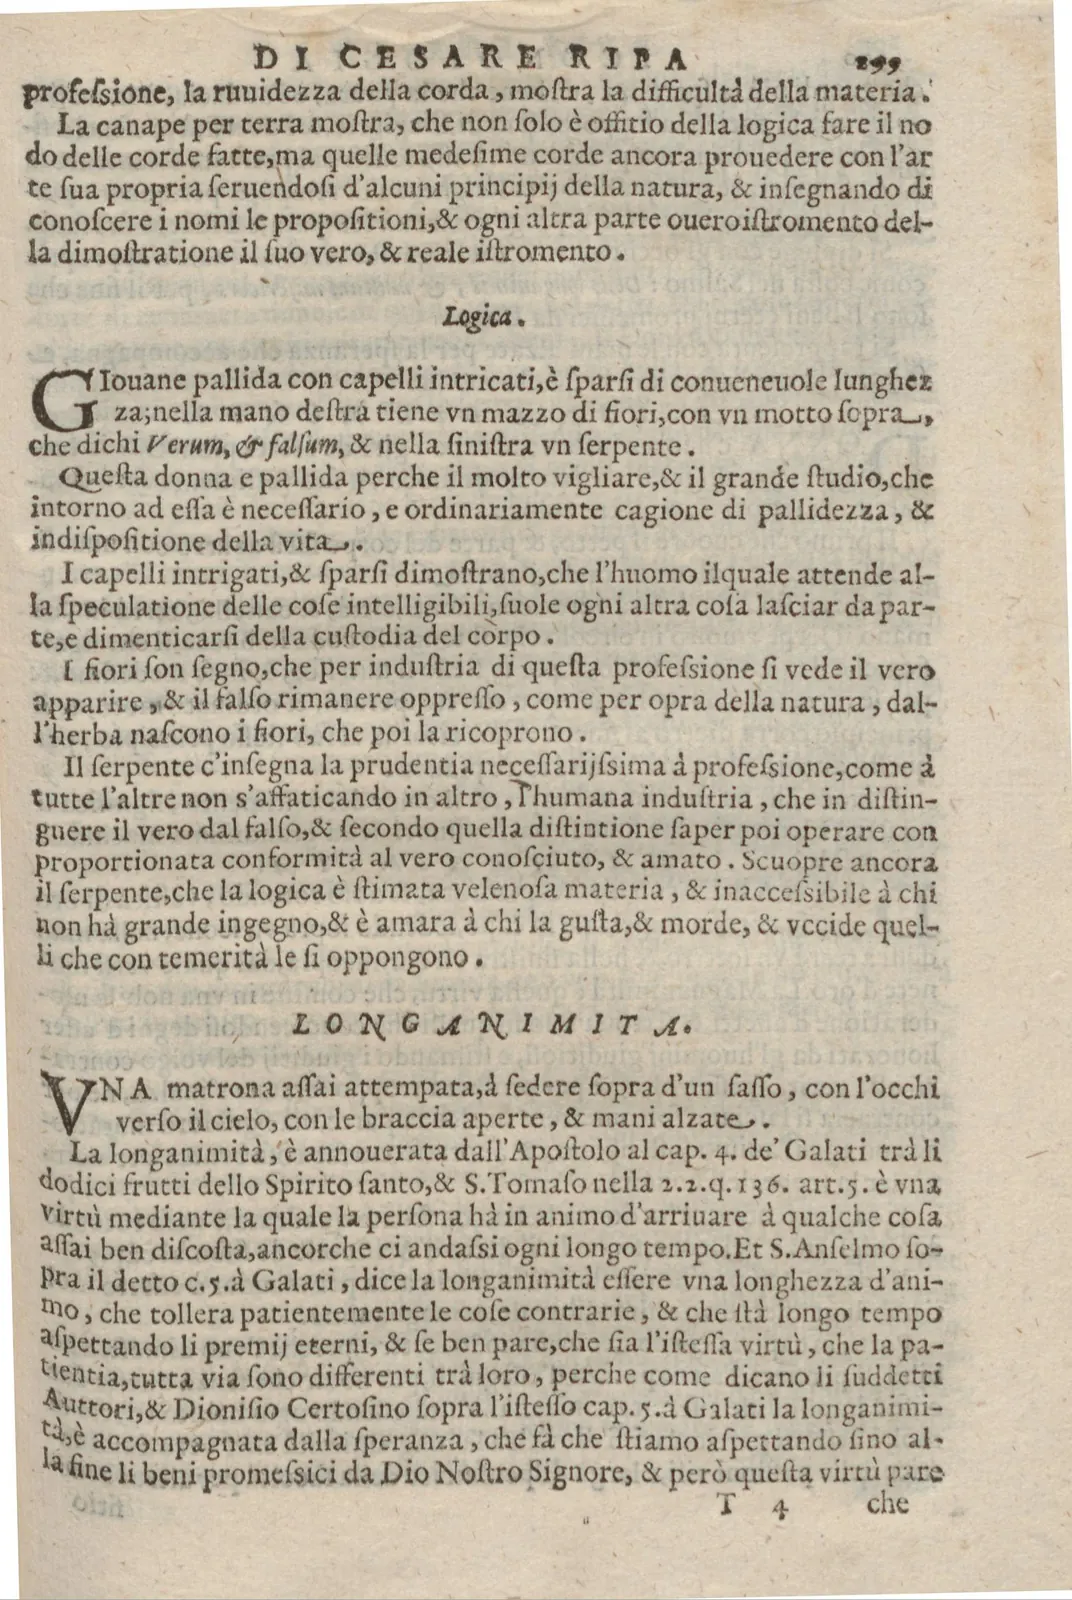 DI CESARE RIPA 299
professione, la ruuidezza della corda, mostra la difficultà della materia.
La canape per terra mostra, che non solo è offitio della logica fare il no
do delle corde fatte,ma quelle medesime corde ancora prouedere con l'ar
te sua propria seruendosi d'alcuni principij della natura, & insegnando di
conoscere i nomi le propositioni,& ogni altra parte ouero istromento del-
la dimostratione il suo vero, & reale istromento.
Logica.
GIouane pallida con capelli intricati,è sparsi di conueneuole lunghez
za;nella mano destra tiene vn mazzo di fiori,con vn motto sopra,
che dichi Verum, & falsum, & nella sinistra vn serpente.
Questa donna e pallida perche il molto vigliare,& il grande studio,che
intorno ad essa è necessario, e ordinariamente cagione di pallidezza, &
indispositione della vita.
I capelli intrigati,& sparsi dimostrano,che l'huomo ilquale attende al-
la speculatione delle cose intelligibili,suole ogni altra cosa lasciar da par-
te,e dimenticarsi della custodia del corpo.
I fiori son segno,che per industria di questa professione si vede il vero
apparire, & il falso rimanere oppresso, come per opra della natura, dal-
l'herba nascono i fiori, che poi la ricoprono.
Il serpente c'insegna la prudentia necessarijssima à professione,come à
tutte l'altre non s'affaticando in altro, l'humana industria, che in distin-
guere il vero dal falso,& secondo quella distintione saper poi operare con
proportionata conformità al vero conosciuto, & amato. Scuopre ancora
il serpente,che la logica è stimata velenosa materia, & inaccessibile à chi
non hà grande ingegno,& è amara à chi la gusta,& morde, & vccide quel-
li che con temerità le si oppongono.
LONGANIMITA.
VNA matrona assai attempata,à sedere sopra d'un sasso, con l'occhi
verso il cielo, con le braccia aperte, & mani alzate.
La longanimità, è annouerata dall'Apostolo al cap. 4. de' Galati trà li
dodici frutti dello Spirito santo,& S.Tomaso nella 2.2.q.136. art.5. è vna
virtù mediante la quale la persona hà in animo d'arriuare à qualche cosa
assai ben discosta,ancorche ci andassi ogni longo tempo.Et S.Anselmo so-
pra il detto c.5.à Galati, dice la longanimità essere vna longhezza d'ani-
mo, che tollera patientemente le cose contrarie, & che stà longo tempo
aspettando li premij eterni, & se ben pare,che sia l'istessa virtù, che la pa-
tientia,tutta via sono differenti trà loro, perche come dicano li suddetti
Auttori,& Dionisio Certosino sopra l'istesso cap.5.à Galati la longanimi-
tà,è accompagnata dalla speranza, che fà che stiamo aspettando sino al-
la fine li beni promessici da Dio Nostro Signore, & però questa virtù pare
T 4 che